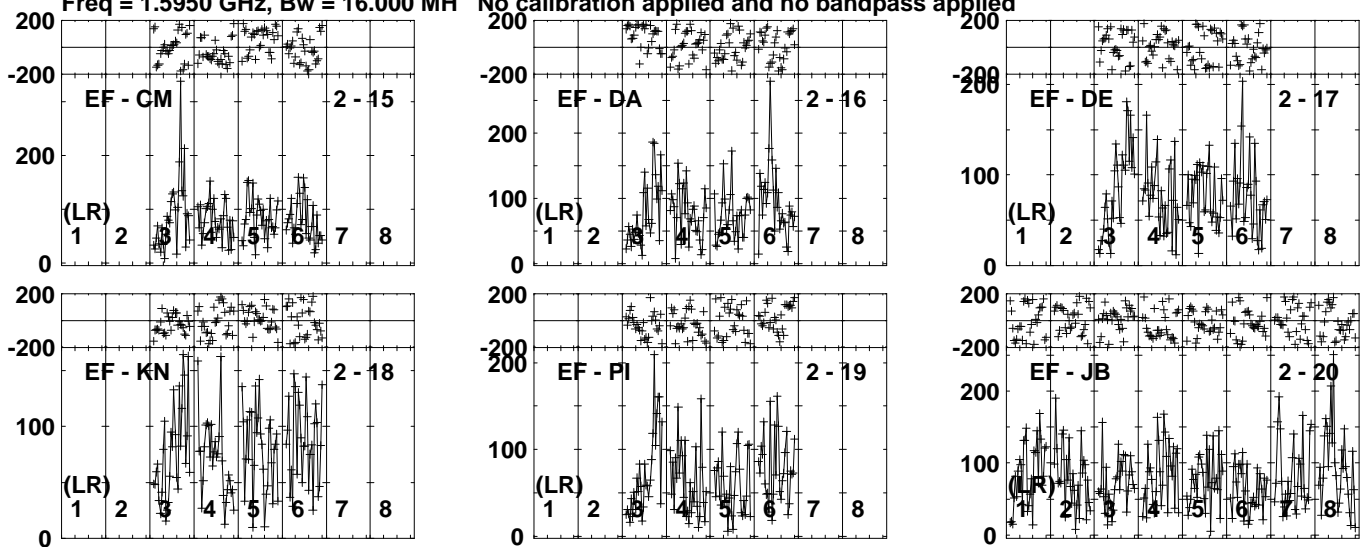 Freq = 1.5950 GHz, Bw = 16.000 MH No calibration applied and no bandpass applied
200
-200
EF - CM 2 - 15
200
(LR)
1 2 3 4 5 6 7 8
0
200
-200
EF - DA 2 - 16
200
100
(LR)
1 2 3 4 5 6 7 8
0
200
-200
200
EF - DE 2 - 17
100
(LR)
1 2 3 4 5 6 7 8
0
200
-200
EF - KN 2 - 18
100
(LR)
1 2 3 4 5 6 7 8
0
200
-200
200
EF - PI 2 - 19
100
(LR)
1 2 3 4 5 6 7 8
0
200
-200
EF - JB 2 - 20
200
100
(LR)
1 2 3 4 5 6 7 8
0